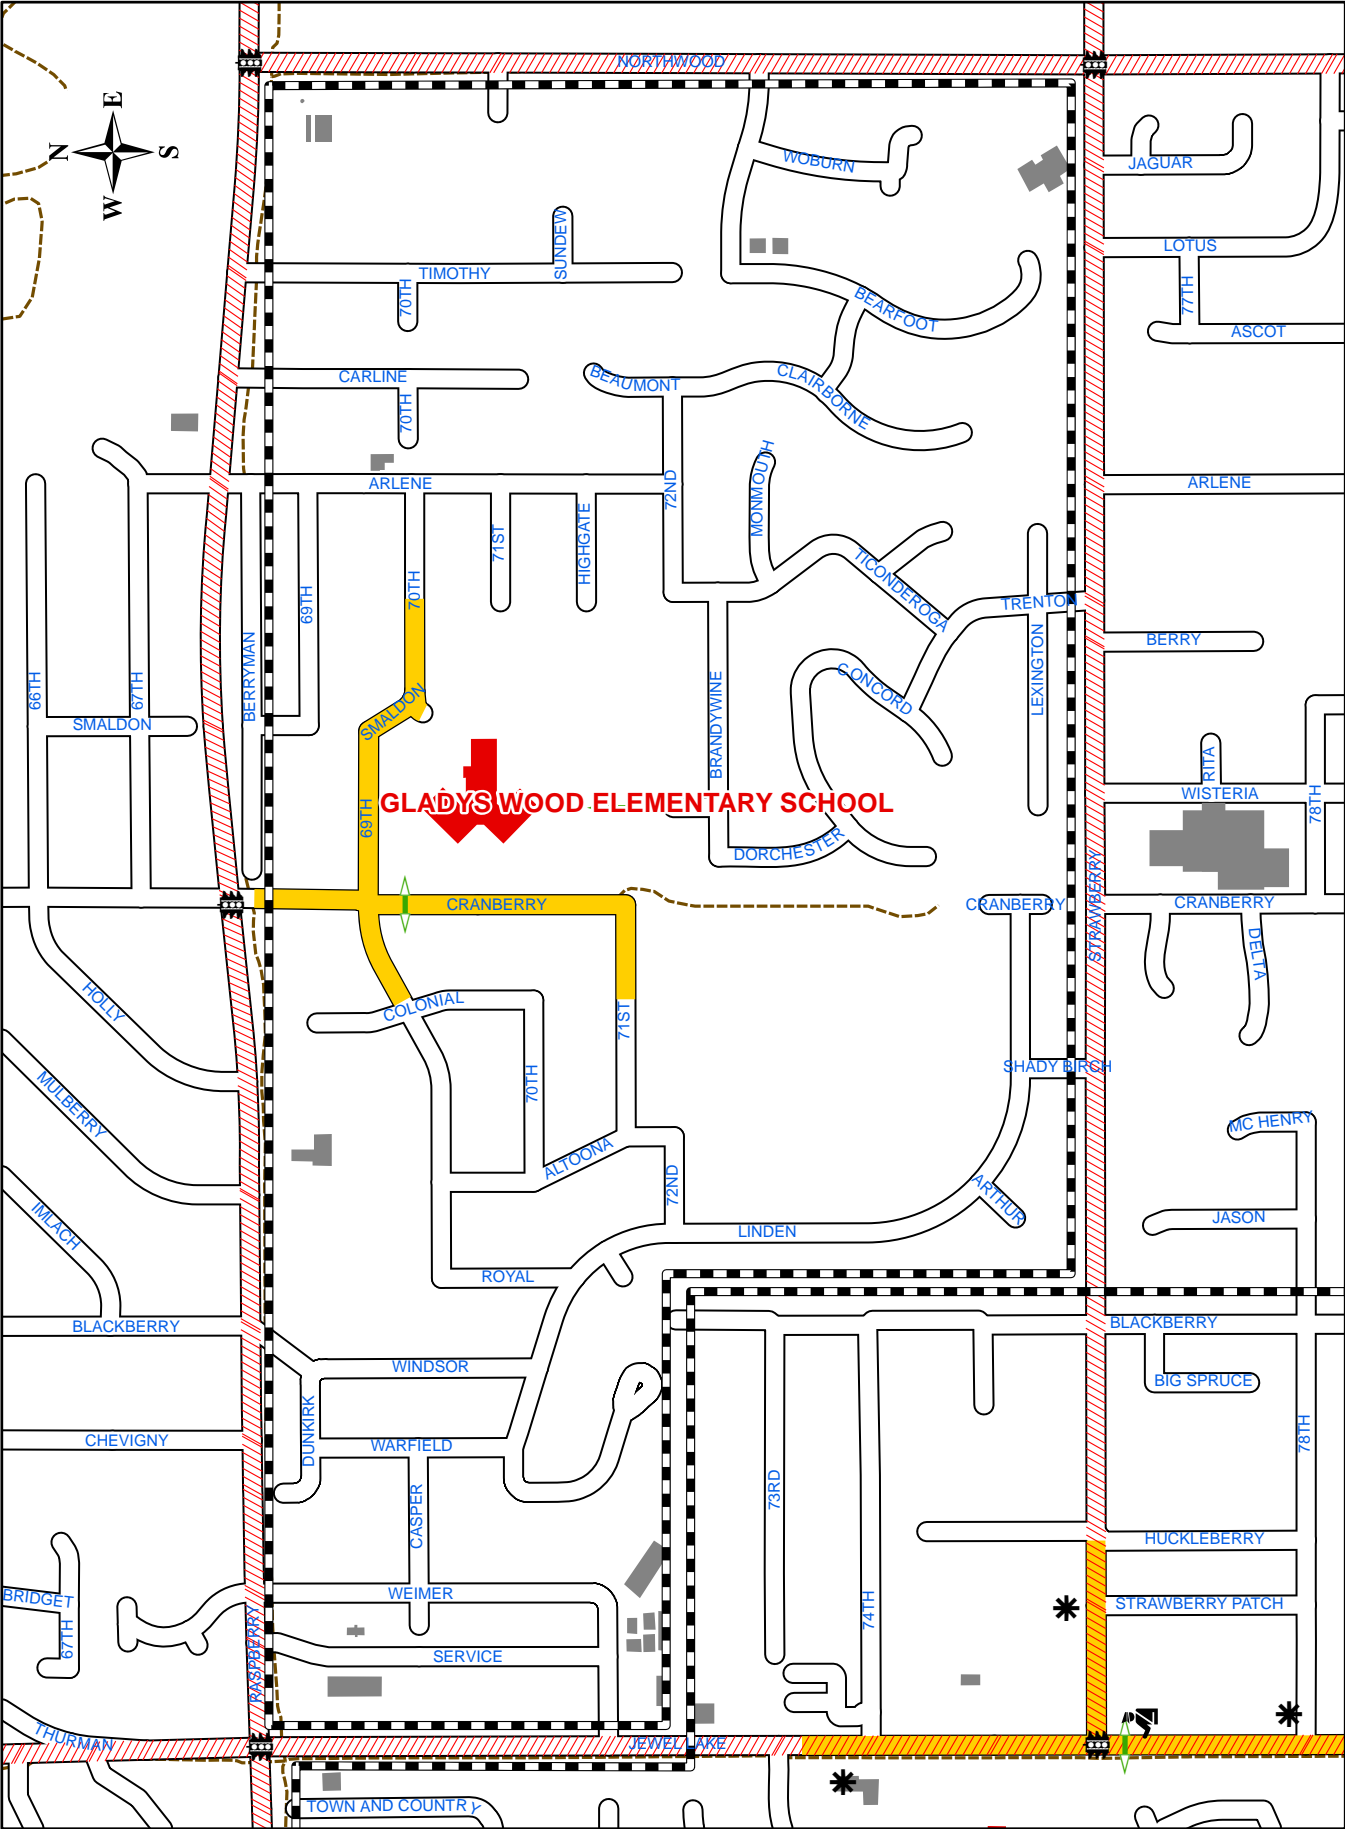 NORTHWOOD
E
N
S
W
WOBURN
JAGUAR
LOTUS
SUNDEW
TIMOTHY
70TH
77TH
BEARFOOT
ASCOT
CARLINE
BEAUMONT
CLAIRBORNE
70TH
MONMOUTH
ARLENE
72ND
ARLENE
71ST
HIGHGATE
70TH
69TH
TICONDEROGA
TRENTON
BERRY
66TH
67TH
BERRYMAN
LEXINGTON
SMALDON
SMALDON
BRANDYWINE
CONCORD
RITA
WISTERIA
78TH
69TH
GLADYS WOOD ELEMENTARY SCHOOL
DORCHESTER
STRAWBERRY
CRANBERRY
CRANBERRY
CRANBERRY
DELTA
HOLLY
COLONIAL
71ST
SHADY BIRCH
MULBERRY
70TH
MC HENRY
ALTOONA
72ND
ARTHUR
IMLACH
LINDEN
JASON
ROYAL
BLACKBERRY
BLACKBERRY
WINDSOR
BIG SPRUCE
DUNKIRK
CHEVIGNY
WARFIELD
78TH
73RD
CASPER
HUCKLEBERRY
BRIDGET
WEIMER
74TH
STRAWBERRY PATCH
67TH
RASPBERRY
SERVICE
THURMAN
JEWEL LAKE
TOWN AND COUNTRY